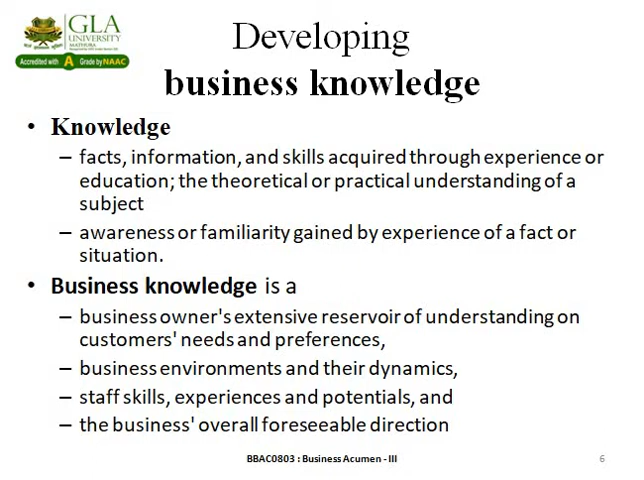 GLA
UNIVERSITY
MATHURA
Accredited with A Grade by NAAC
Developing
business knowledge
• Knowledge
– facts, information, and skills acquired through experience or
education; the theoretical or practical understanding of a
subject
– awareness or familiarity gained by experience of a fact or
situation.
• Business knowledge is a
– business owner's extensive reservoir of understanding on
customers' needs and preferences,
– business environments and their dynamics,
– staff skills, experiences and potentials, and
– the business' overall foreseeable direction
BBAC0803 : Business Acumen - III
6